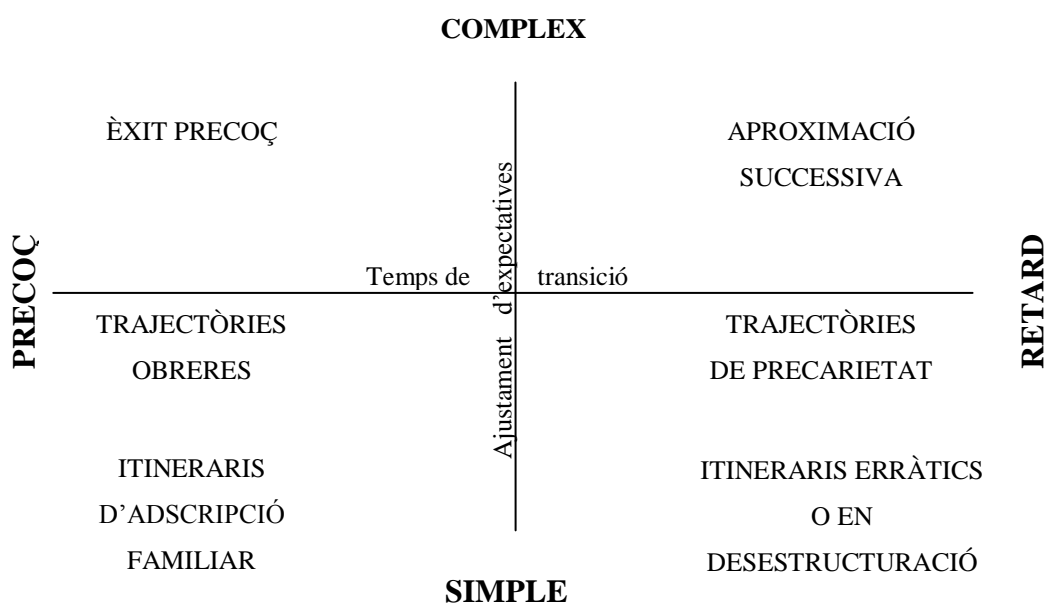 COMPLEX
ÈXIT PRECOÇ
APROXIMACIÓ
SUCCESSIVA
PRECOÇ
Ajustament d'expectatives
Temps de transició
RETARD
TRAJECTÒRIES
OBRERES
TRAJECTÒRIES
DE PRECARIETAT
ITINERARIS
D'ADSCRIPCIÓ
FAMILIAR
ITINERARIS ERRÀTICS
O EN
DESESTRUCTURACIÓ
SIMPLE